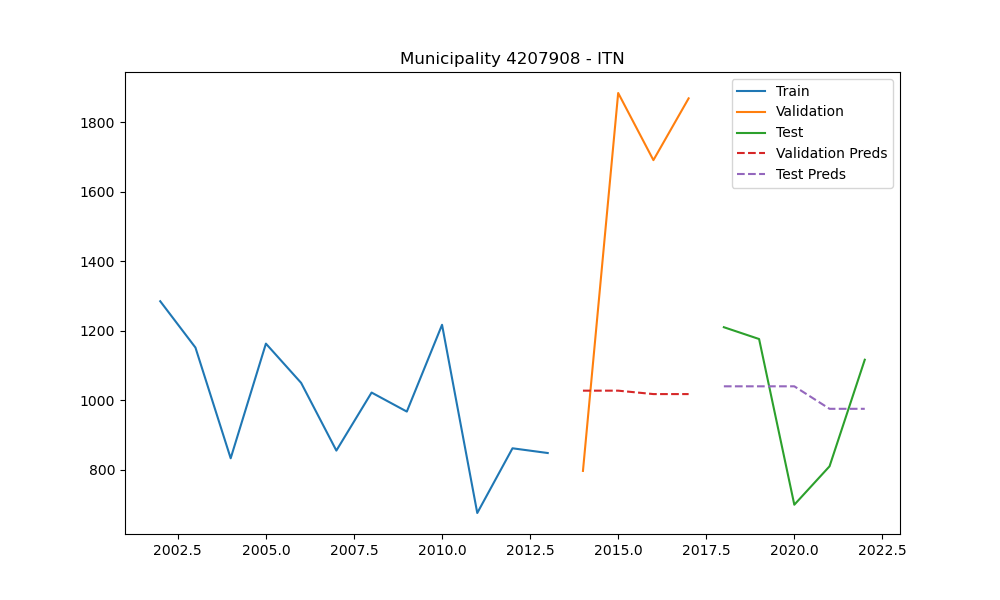 Municipality 4207908 - ITN
Train
Validation
Test
Validation Preds
Test Preds
1800
1600
1400
1200
1000
800
2002.5 2005.0 2007.5 2010.0 2012.5 2015.0 2017.5 2020.0 2022.5